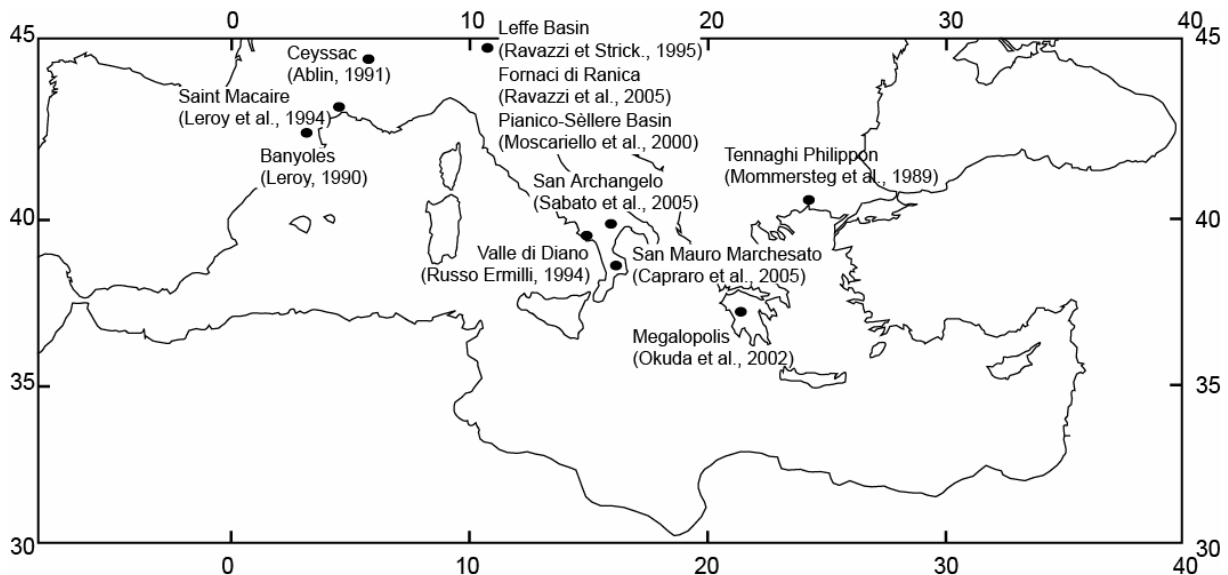 0 10 20 30 40
45 45
Leffe Basin
(Ravazzi et Strick., 1995)
Ceyssac
(Ablin, 1991)
Fornaci di Ranica
(Ravazzi et al., 2005)
Saint Macaire
(Leroy et al., 1994)
Pianico-Sèllere Basin
(Moscariello et al., 2000)
Banyoles
(Leroy, 1990)
Tennaghi Philippon
(Mommersteg et al., 1989)
San Archangelo
(Sabato et al., 2005)
40 40
Valle di Diano
(Russo Ermilli, 1994)
San Mauro Marchesato
(Capraro et al., 2005)
Megalopolis
(Okuda et al., 2002)
35 35
30 30
0 10 20 30 40